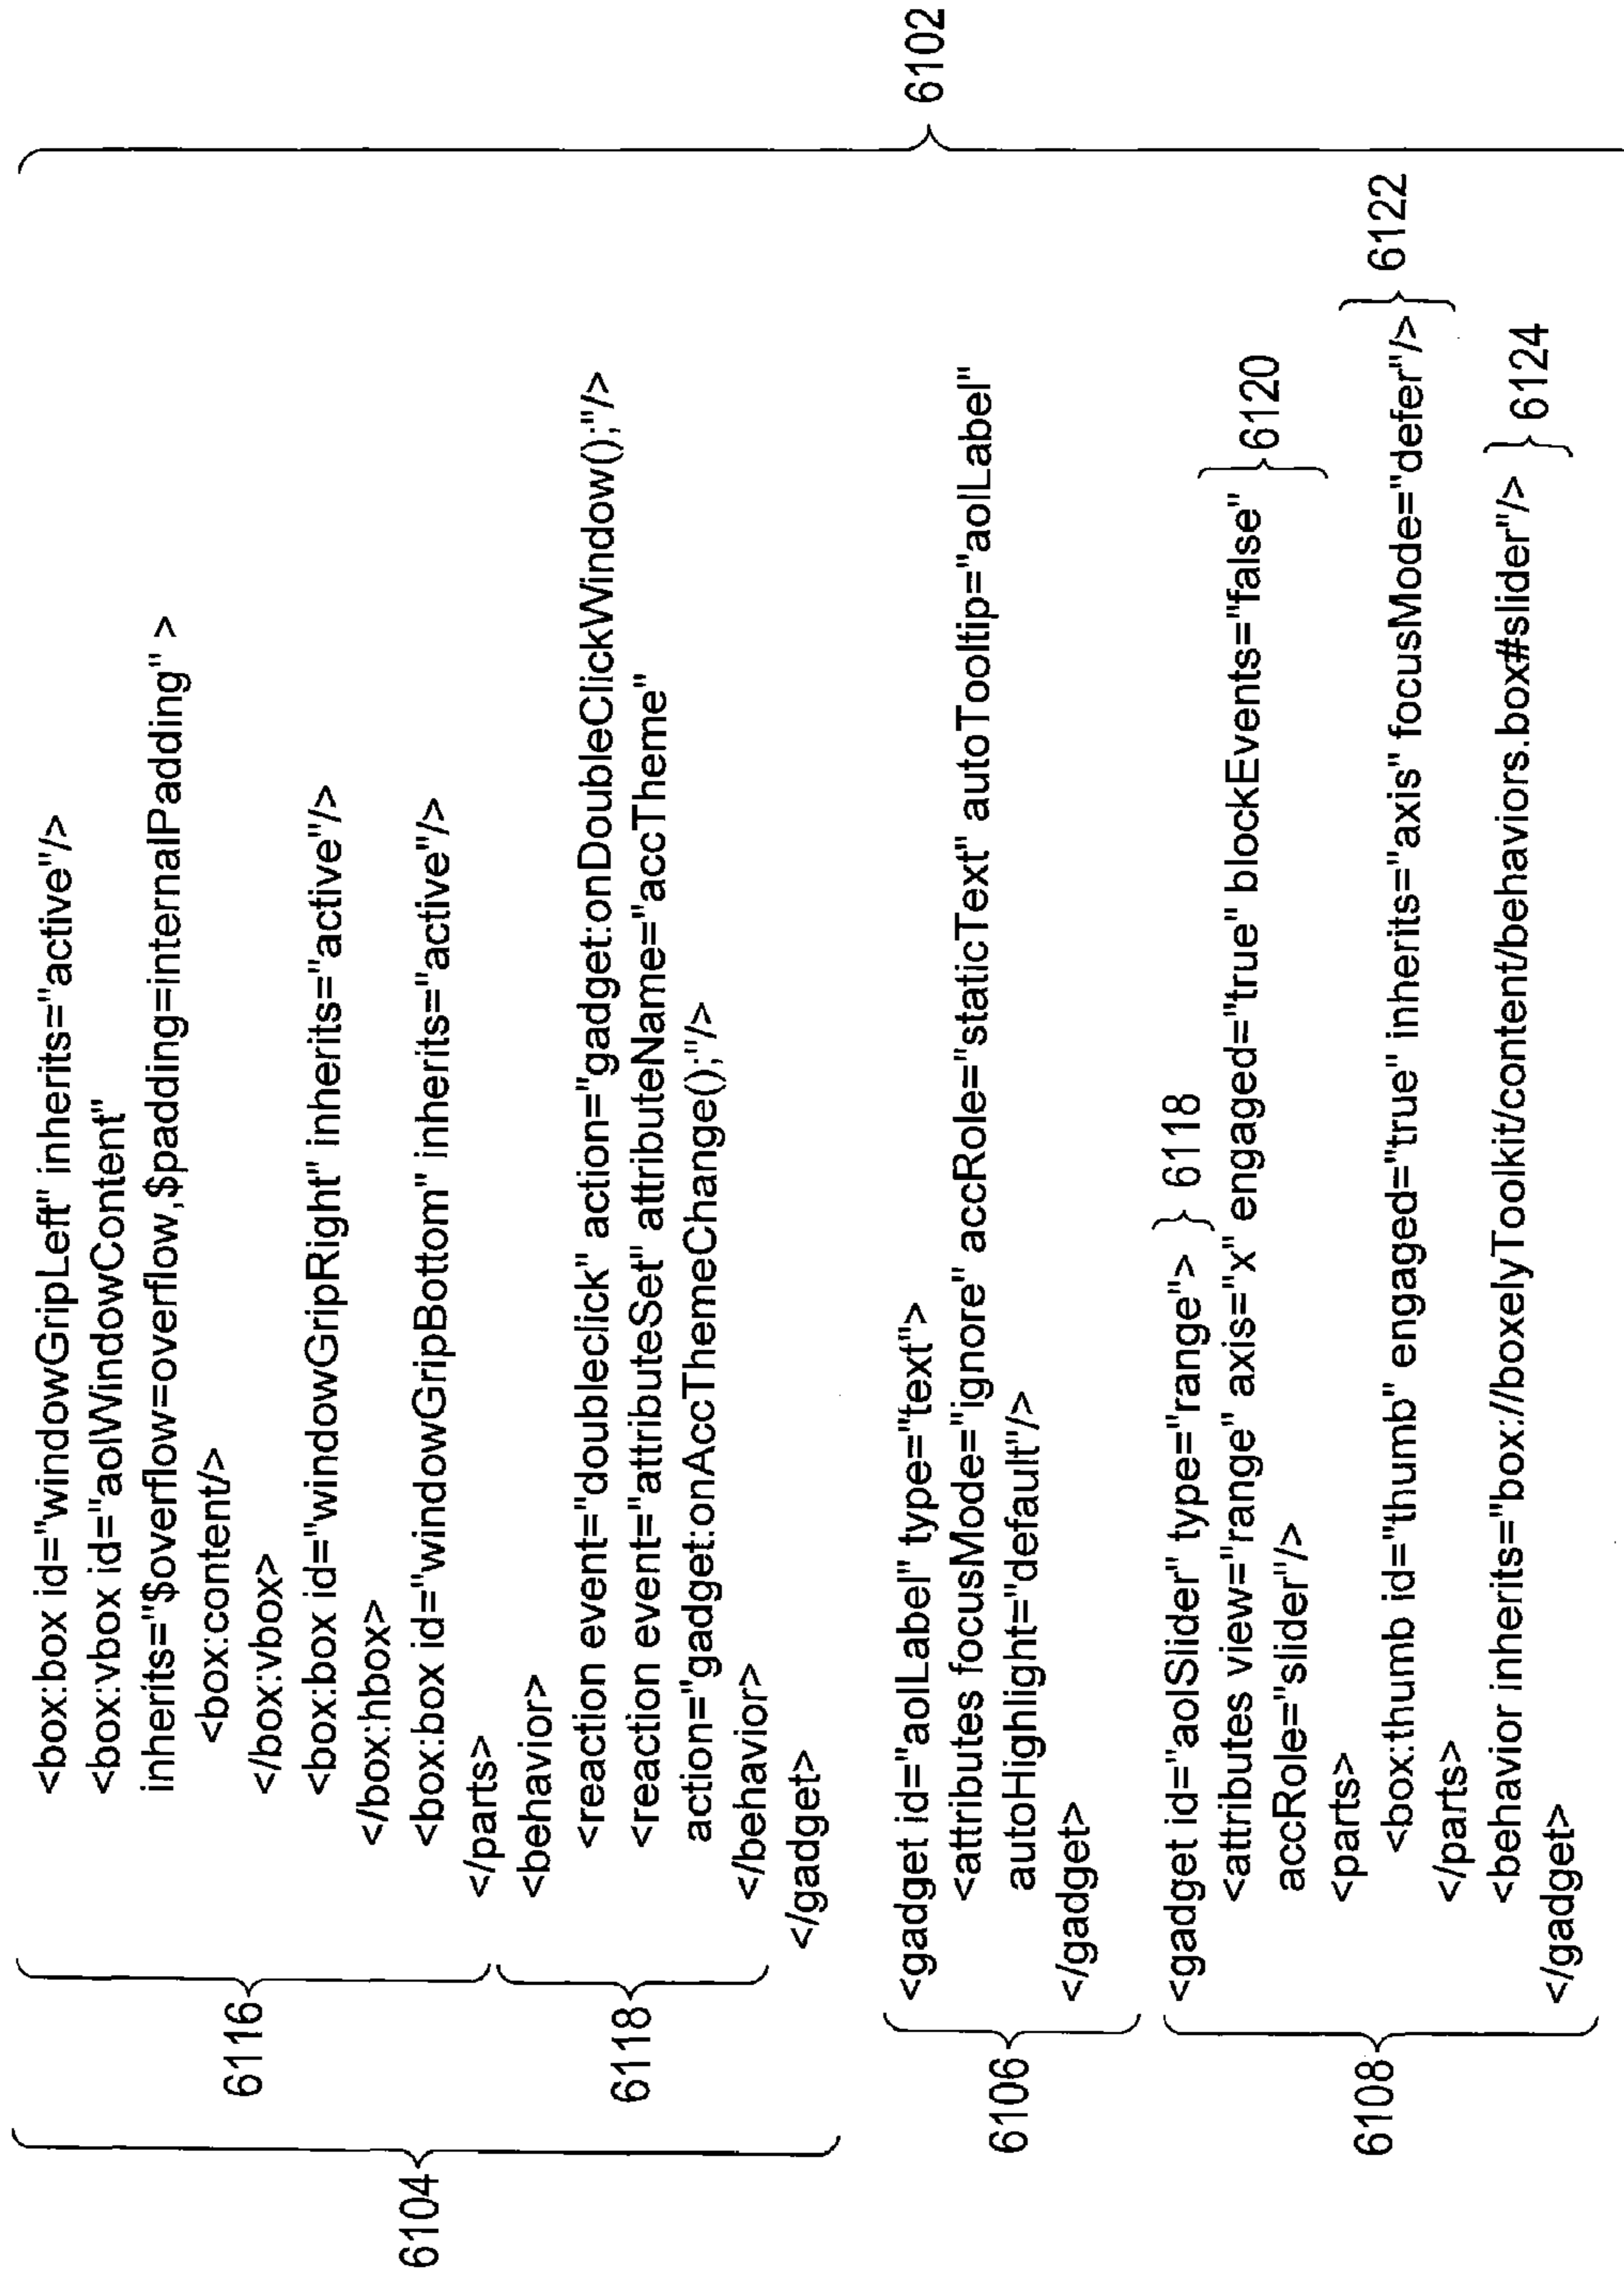 <box:box id="windowGripLeft" inherits="active"/>
<box:vbox id="aolWindowContent"
inherits="$overflow=overflow,$padding=internalPadding" >
<box:content/>
</box:vbox>
<box:box id="windowGripRight" inherits="active"/>
</box:hbox>
<box:box id="windowGripBottom" inherits="active"/>
</parts>
<behavior>
<reaction event="doubleclick" action="gadget:onDoubleClickWindow();"/>
<reaction event="attributeSet" attributeName="accTheme"
action="gadget:onAccThemeChange();"/>
</behavior>
</gadget>
<gadget id="aolLabel" type="text">
<attributes focusMode="ignore" accRole="staticText" autoTooltip="aolLabel"
autoHighlight="default"/>
</gadget>
<gadget id="aolSlider" type="range"> 6118
<attributes view="range" axis="x" engaged="true" blockEvents="false"
accRole="slider"/>
6120
<parts>
<box:thumb id="thumb" engaged="true" inherits="axis" focusMode="defer"/>
6122
</parts>
<behavior inherits="box://boxelyToolkit/content/behaviors.box#slider"/> 6124
</gadget>
6116
6118
6104
6106
6108
6102